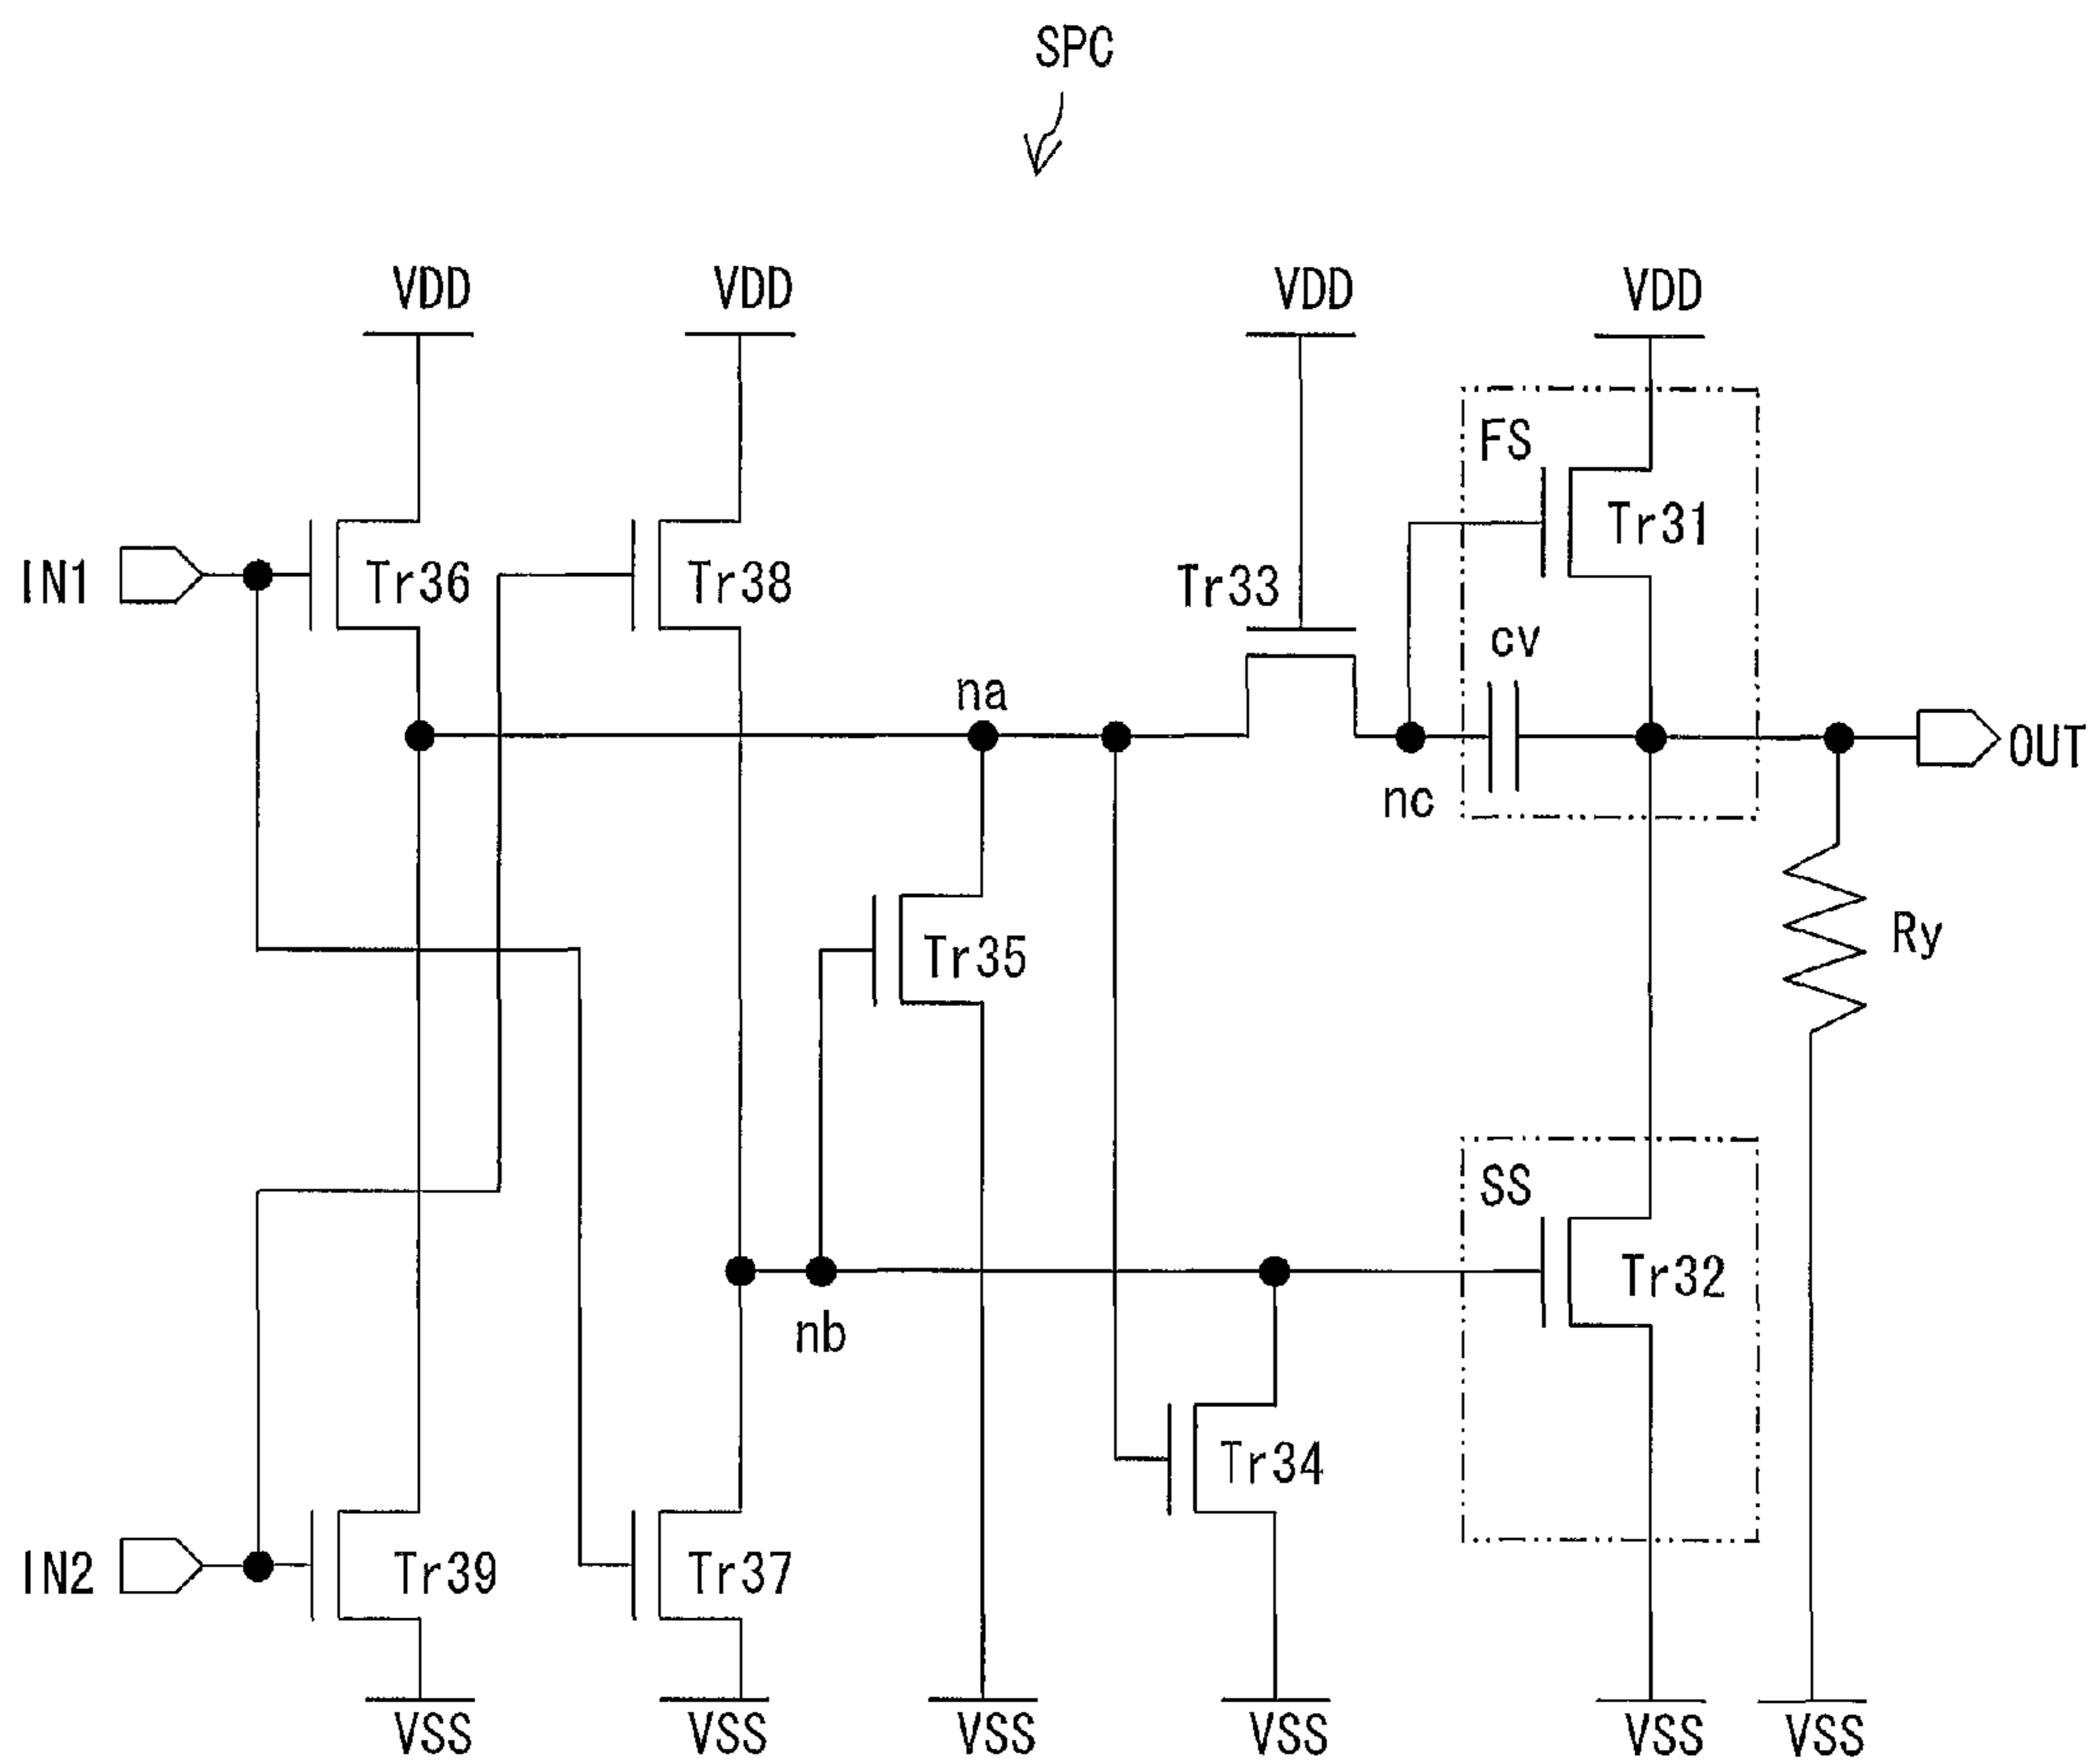 SPC
VDD
VDD
VDD
VDD
FS
Tr31
IN1
Tr36
Tr38
Tr33
cv
na
OUT
nc
Ry
Tr35
SS
Tr32
nb
Tr34
IN2
Tr39
Tr37
VSS
VSS
VSS
VSS
VSS
VSS